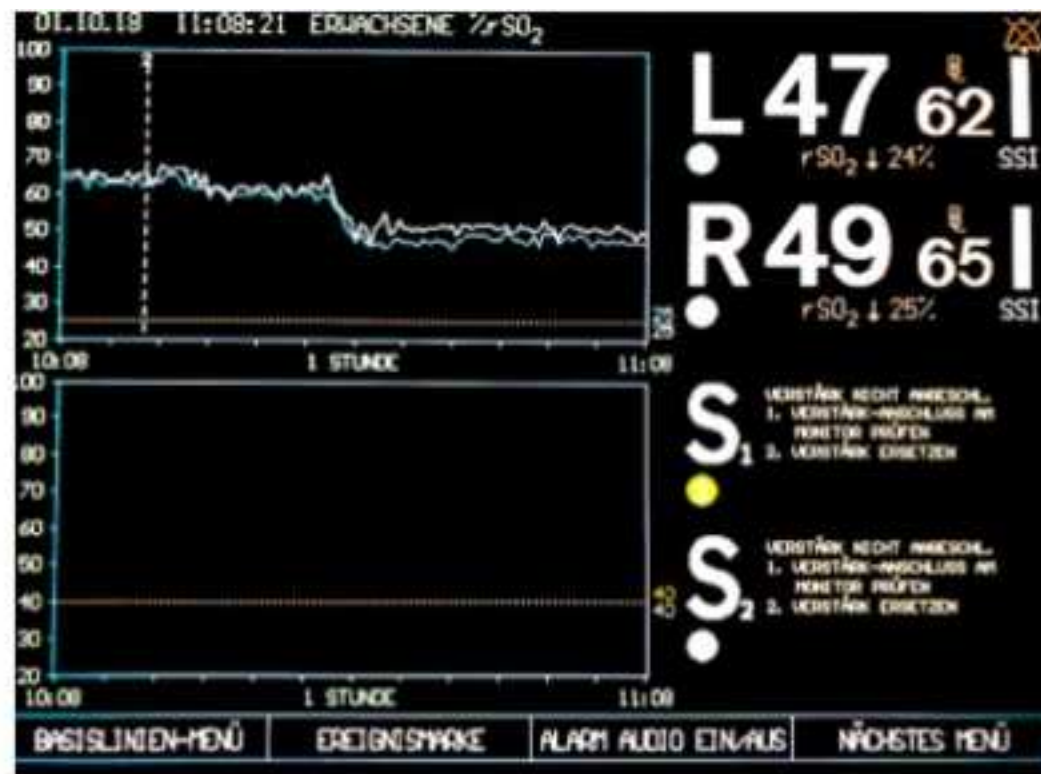 01.10.18 11:08:21 ERWACHSENE %rSO₂
100
90
80
70
60
50
40
30
20
2
10:08 1 STUNDE 11:08
L 47 62
rSO₂ ↓ 24% SSI
R 49 65
rSO₂ ↓ 25% SSI
100
90
80
70
60
50
40
30
20
40
40
10:08 1 STUNDE 11:08
S₁
VERSTÄRK NICHT ANGESCHL.
1. VERSTÄRK-ANSCHLUSS AM
MONITOR PRÜFEN
2. VERSTÄRK ERSETZEN
S₂
VERSTÄRK NICHT ANGESCHL.
1. VERSTÄRK-ANSCHLUSS AM
MONITOR PRÜFEN
2. VERSTÄRK ERSETZEN
BASISLINIEN-MENÜ EREIGNISMARKE ALARM AUDIO EIN/AUS NÄCHSTES MENÜ